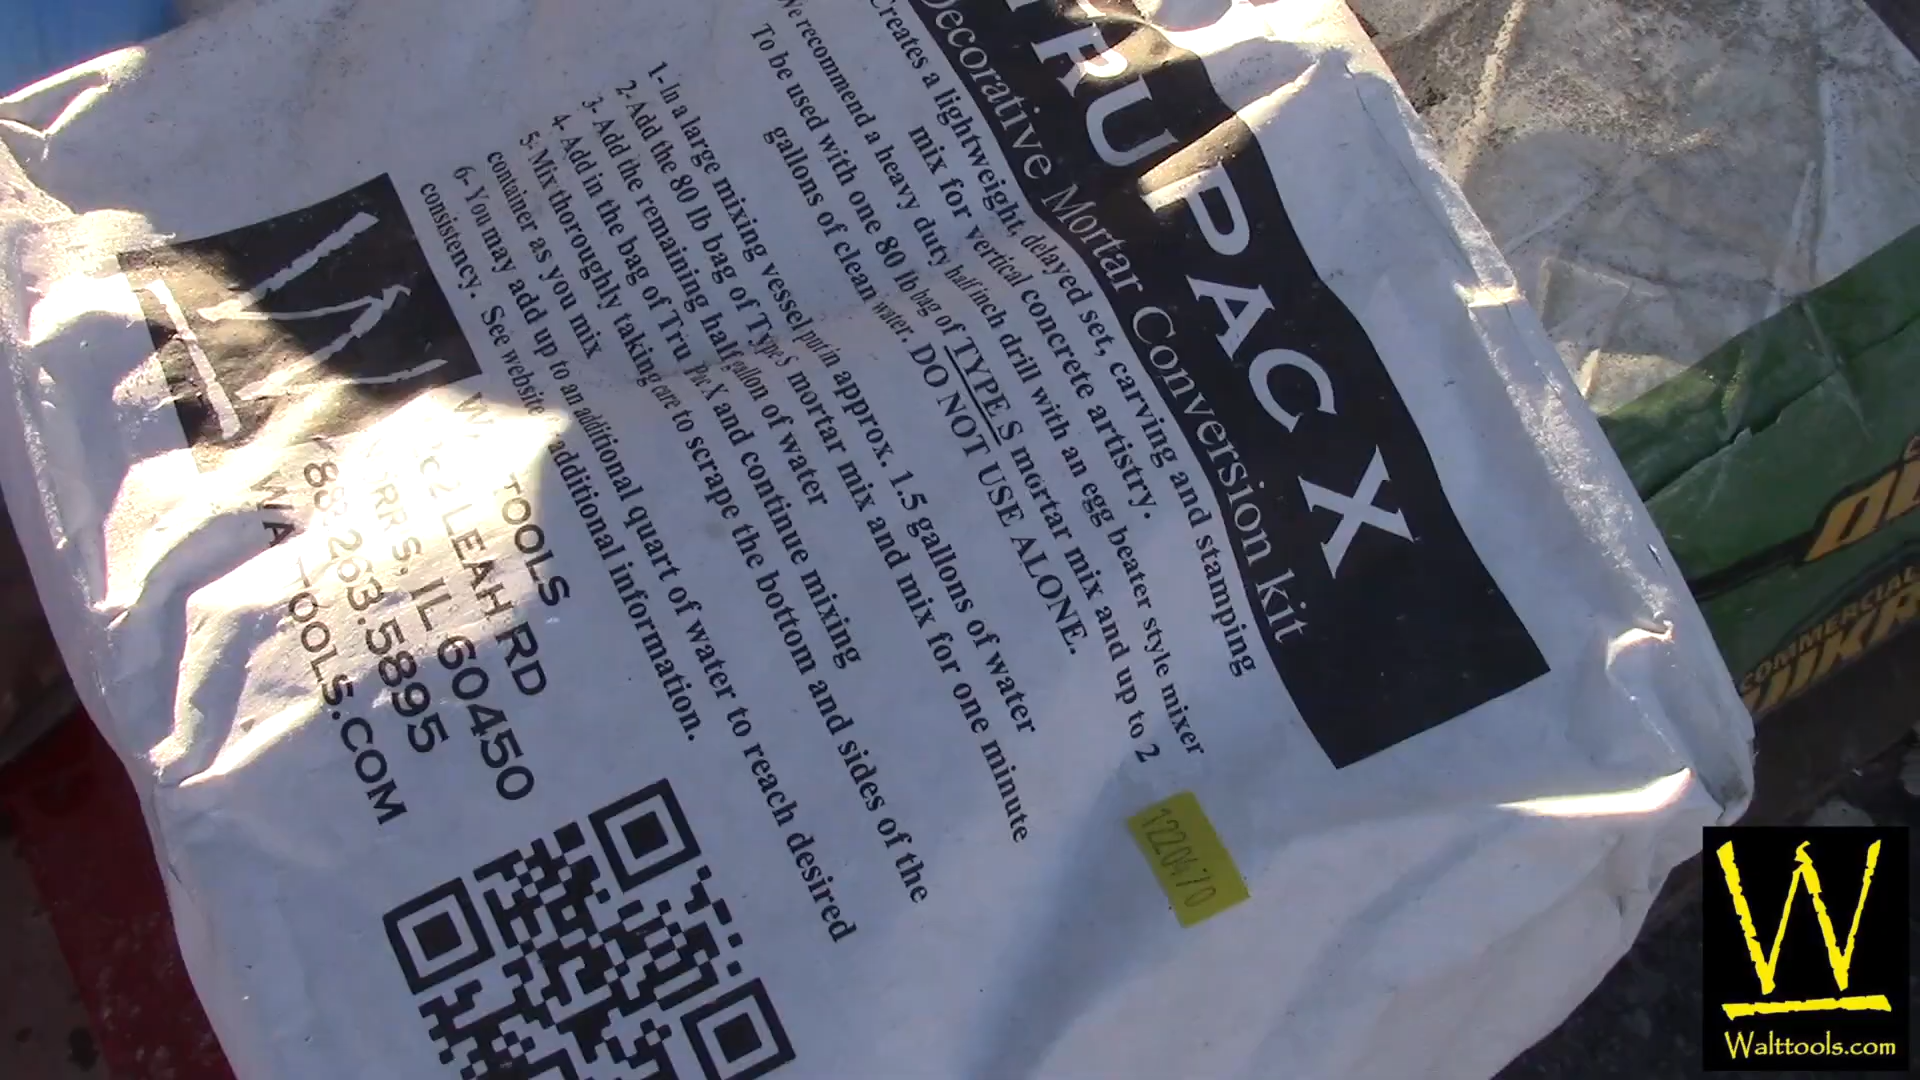 TRU PAC X
Decorative Mortar Conversion kit
Creates a lightweight, delayed set, carving and stamping
mix for vertical concrete artistry.
We recommend a heavy duty half inch drill with an egg beater style mixer
To be used with one 80 lb bag of TYPE S mortar mix and up to 2
gallons of clean water. DO NOT USE ALONE.
1- In a large mixing vessel put in approx. 1.5 gallons of water
2- Add the 80 lb bag of Type S mortar mix and mix for one minute
3- Add the remaining half gallon of water
4- Add in the bag of Tru Pac X and continue mixing
5- Mix thoroughly taking care to scrape the bottom and sides of the
container as you mix
6- You may add up to an additional quart of water to reach desired
consistency. See website additional information.
W
TOOLS
LEAH RD
RRIS, IL 60450
263.5895
WALTTOOLS.COM
1220470
COMMERCIAL
W
Walttools.com